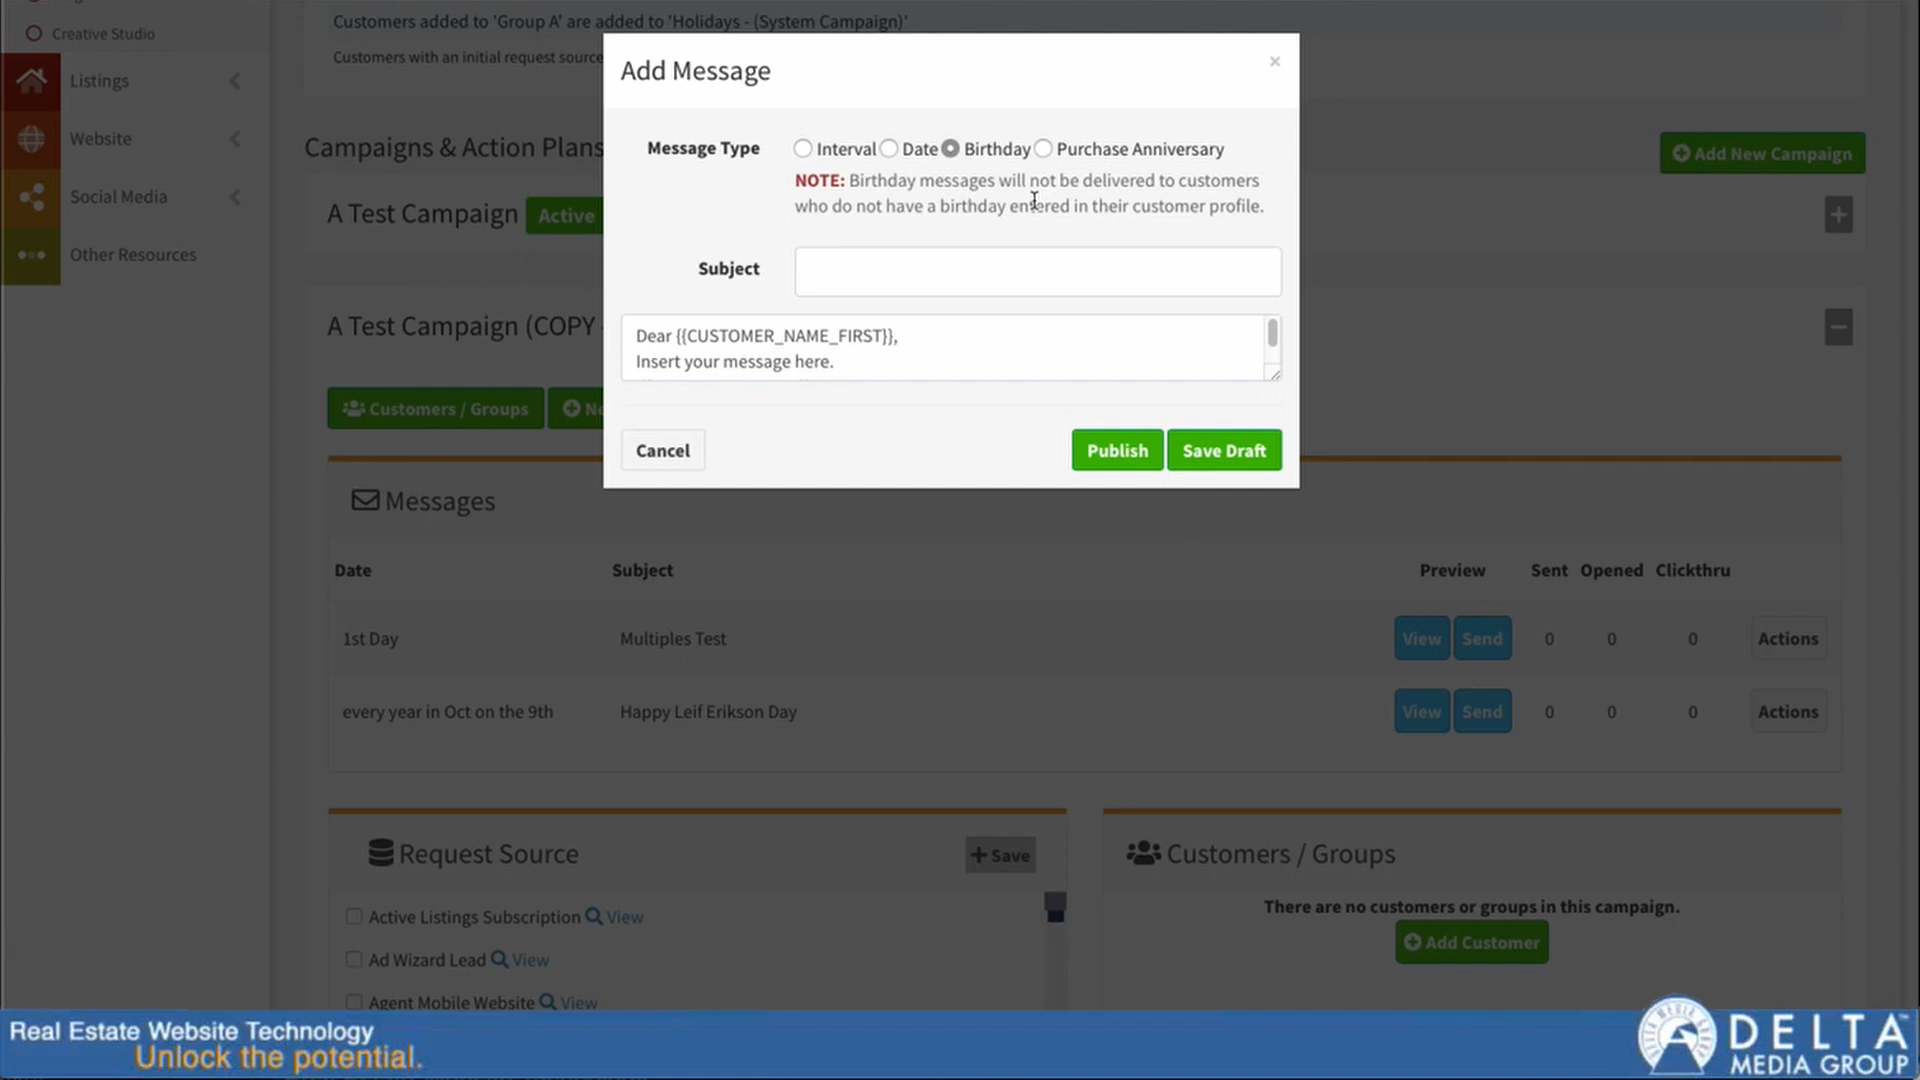 Creative Studio
Listings
Website
Social Media
Other Resources
Customers added to 'Group A' are added to 'Holidays - (System Campaign)'
Customers with an initial request source
Campaigns & Action Plans
Add New Campaign
A Test Campaign Active
A Test Campaign (COPY
Customers / Groups
Add Message
×
Message Type Interval Date Birthday Purchase Anniversary
NOTE: Birthday messages will not be delivered to customers
who do not have a birthday entered in their customer profile.
Subject
Dear {{CUSTOMER_NAME_FIRST}},
Insert your message here.
Cancel Publish Save Draft
Messages
Date Subject Preview Sent Opened Clickthru
1st Day Multiples Test View Send 0 0 0 Actions
every year in Oct on the 9th Happy Leif Erikson Day View Send 0 0 0 Actions
Request Source + Save
Active Listings Subscription View
Ad Wizard Lead View
Agent Mobile Website View
Customers / Groups
There are no customers or groups in this campaign.
Add Customer
Real Estate Website Technology
Unlock the potential.
DELTA™
MEDIA GROUP